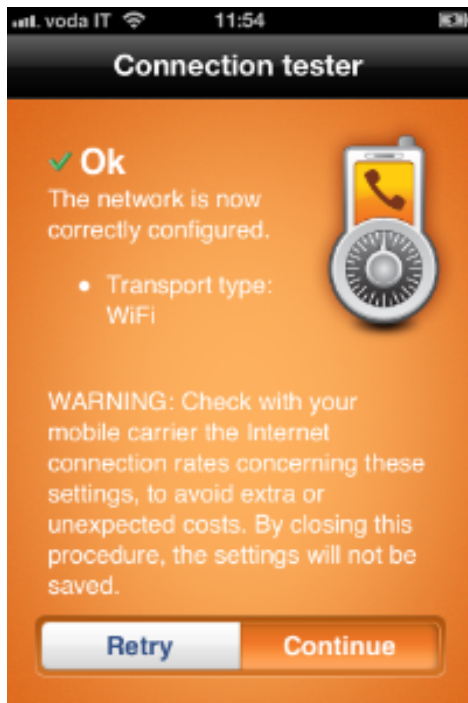 voda IT 11:54
Connection tester
Ok
The network is now
correctly configured.
• Transport type:
WiFi
WARNING: Check with your
mobile carrier the Internet
connection rates concerning these
settings, to avoid extra or
unexpected costs. By closing this
procedure, the settings will not be
saved.
Retry Continue